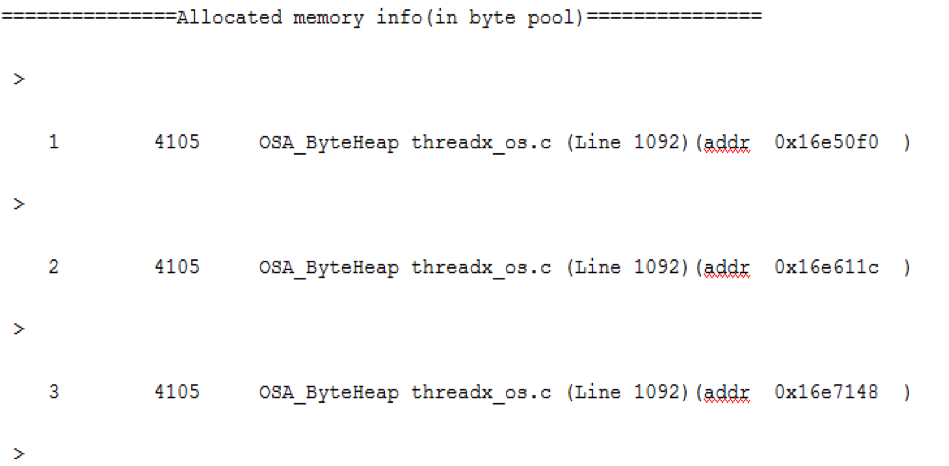 ===============Allocated memory info(in byte pool)===============
>
1 4105 OSA_ByteHeap threadx_os.c (Line 1092)(addr 0x16e50f0 )
>
2 4105 OSA_ByteHeap threadx_os.c (Line 1092)(addr 0x16e611c )
>
3 4105 OSA_ByteHeap threadx_os.c (Line 1092)(addr 0x16e7148 )
>